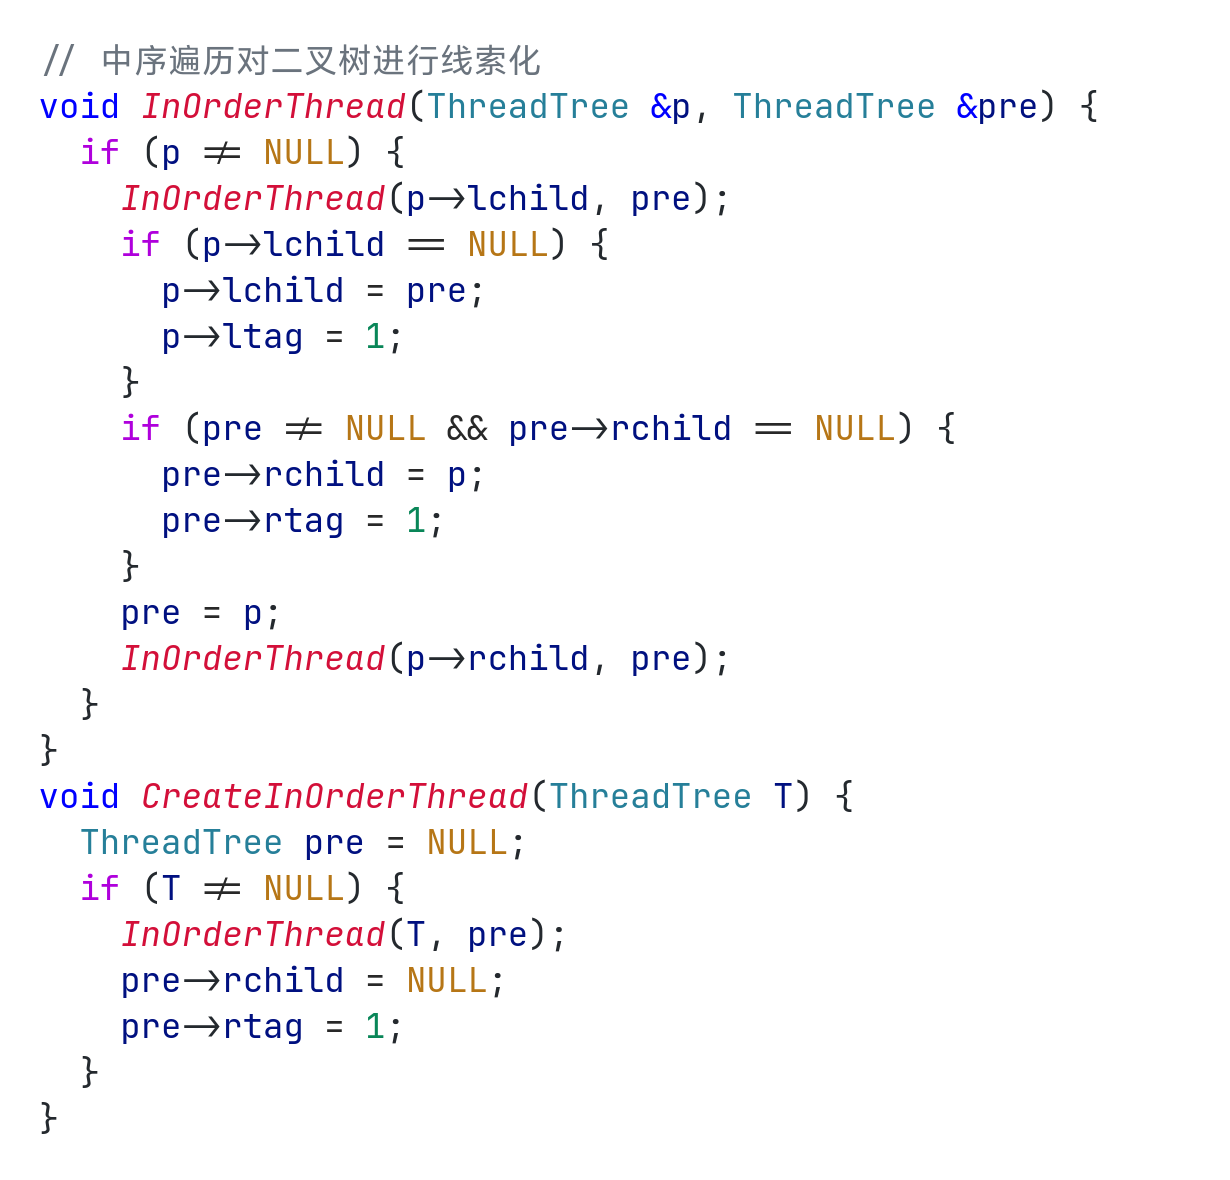 // 中序遍历对二叉树进行线索化
void InOrderThread(ThreadTree &p, ThreadTree &pre) {
  if (p != NULL) {
    InOrderThread(p->lchild, pre);
    if (p->lchild == NULL) {
      p->lchild = pre;
      p->ltag = 1;
    }
    if (pre != NULL && pre->rchild == NULL) {
      pre->rchild = p;
      pre->rtag = 1;
    }
    pre = p;
    InOrderThread(p->rchild, pre);
  }
}
void CreateInOrderThread(ThreadTree T) {
  ThreadTree pre = NULL;
  if (T != NULL) {
    InOrderThread(T, pre);
    pre->rchild = NULL;
    pre->rtag = 1;
  }
}